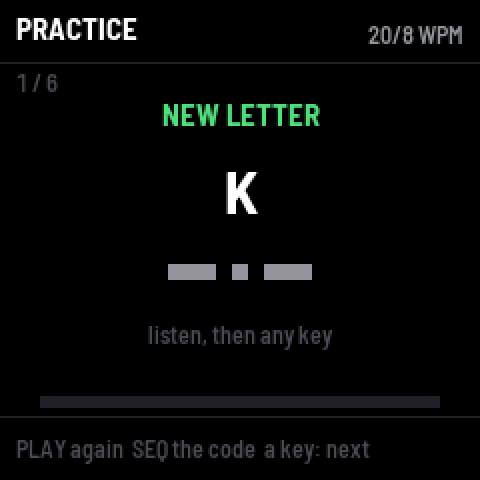 PRACTICE 20/8 WPM
1 / 6
NEW LETTER
K
listen, then any key
PLAY again SEQ the code a key: next